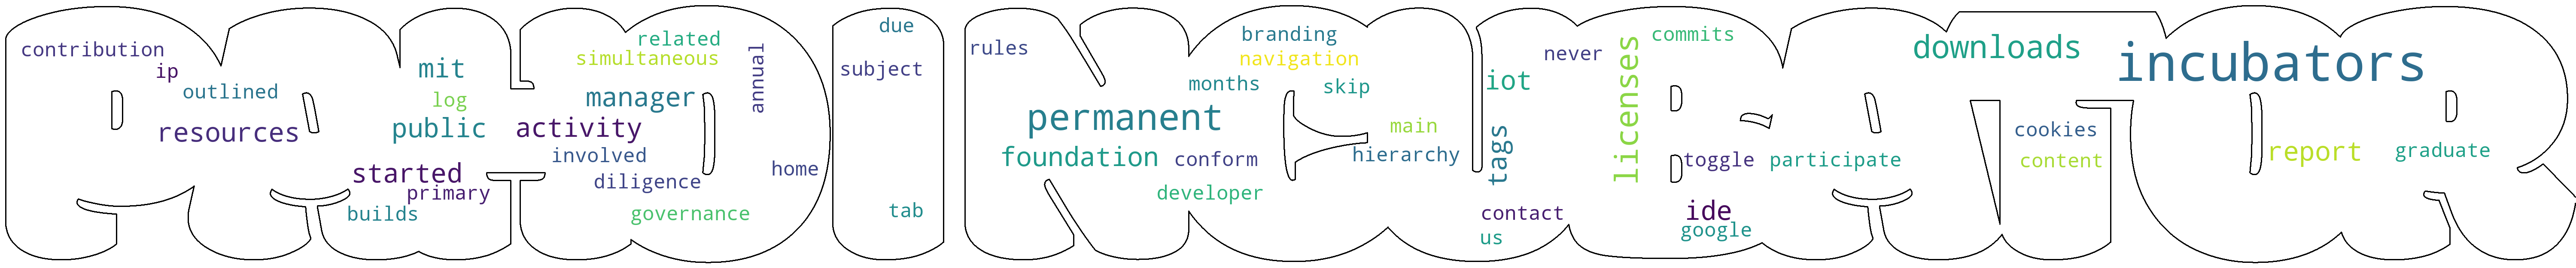 contribution
ip
outlined
resources
mit
log
public
started
primary
builds
related
simultaneous
manager
activity
involved
diligence
governance
annual
home
due
subject
tab
rules
permanent
foundation
conform
developer
branding
navigation
months
skip
main
hierarchy
iot
tags
contact
us
never
licenses
commits
toggle
participate
ide
google
downloads
cookies
content
incubators
report
graduate